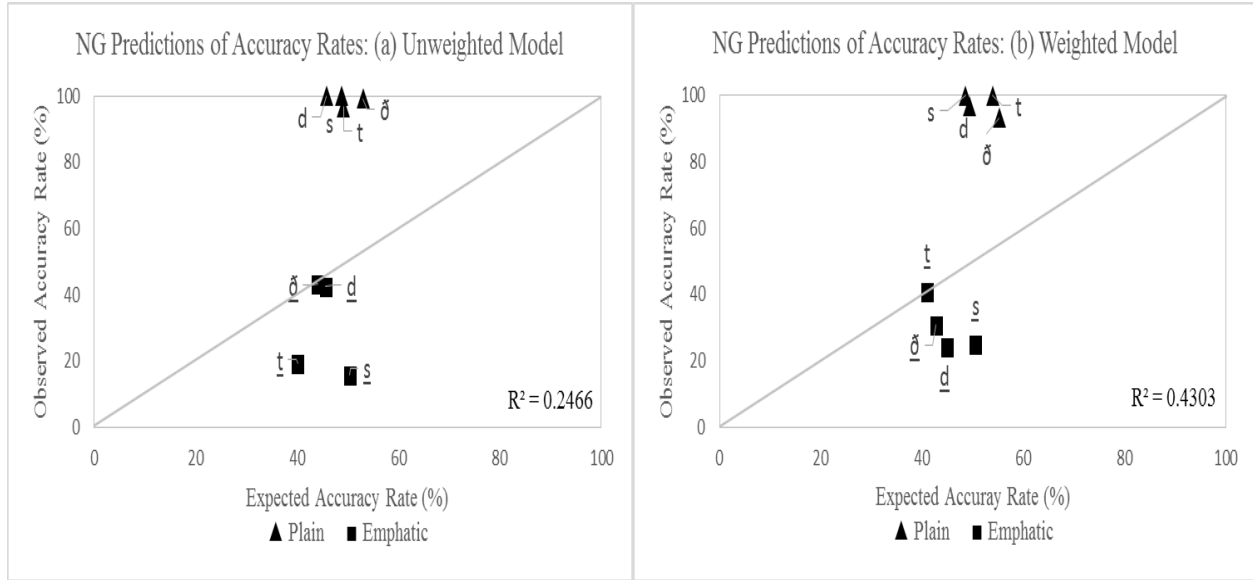 NG Predictions of Accuracy Rates: (a) Unweighted Model
Observed Accuracy Rate (%)
100
80
60
40
20
0
d
s
t
ð
ð̲
d̲
t̲
s̲
R² = 0.2466
0 20 40 60 80 100
Expected Accuracy Rate (%)
▲ Plain ■ Emphatic
NG Predictions of Accuracy Rates: (b) Weighted Model
Observed Accuracy Rate (%)
100
80
60
40
20
0
s
d
t
ð
t̲
s̲
ð̲
d̲
R² = 0.4303
0 20 40 60 80 100
Expected Accuray Rate (%)
▲ Plain ■ Emphatic